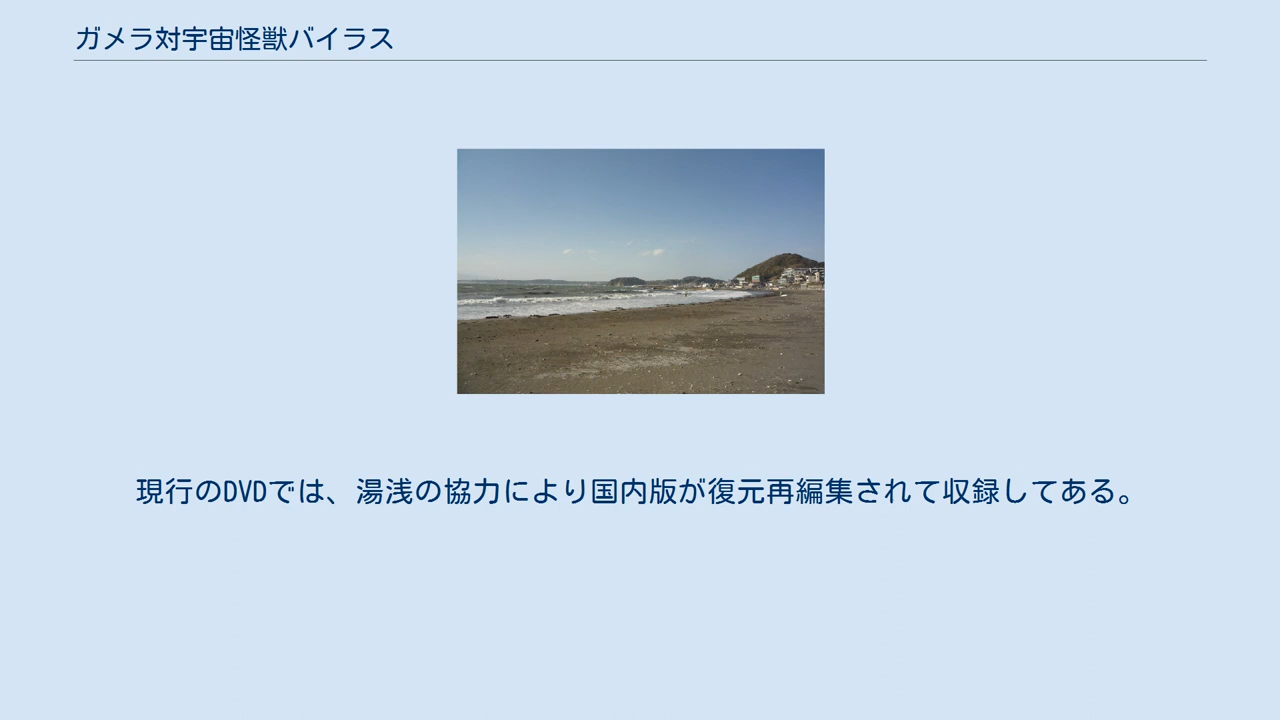 ガメラ対宇宙怪獣バイラス
現行のDVDでは、湯浅の協力により国内版が復元再編集されて収録してある。